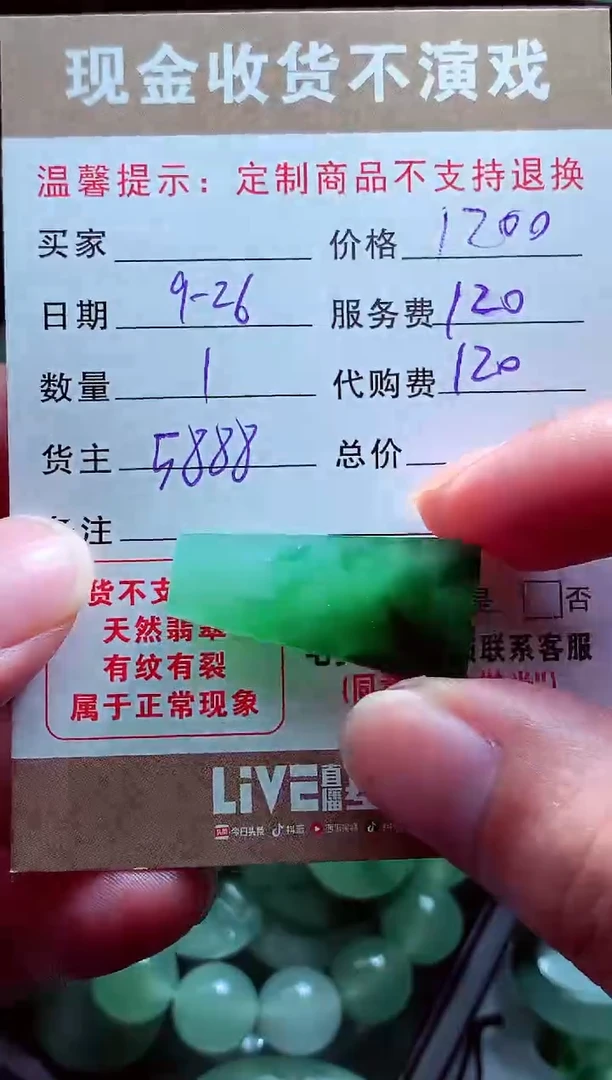 现金收货不演戏
温馨提示：定制商品不支持退换
买家 价格 1200
日期 9-26 服务费 120
数量 1 代购费 120
货主 5888 总价
注
货不支
天然翡翠
有纹有裂
属于正常现象
是 否
联系客服
LiVE直播
今日头条 抖音